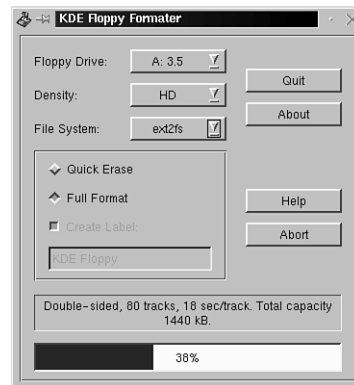 KDE Floppy Formater
Floppy Drive: A: 3.5
Quit
Density: HD
About
File System: ext2fs
Quick Erase
Full Format
Help
Create Label:
Abort
KDE Floppy
Double-sided, 80 tracks, 18 sec/track. Total capacity
1440 kB.
38%